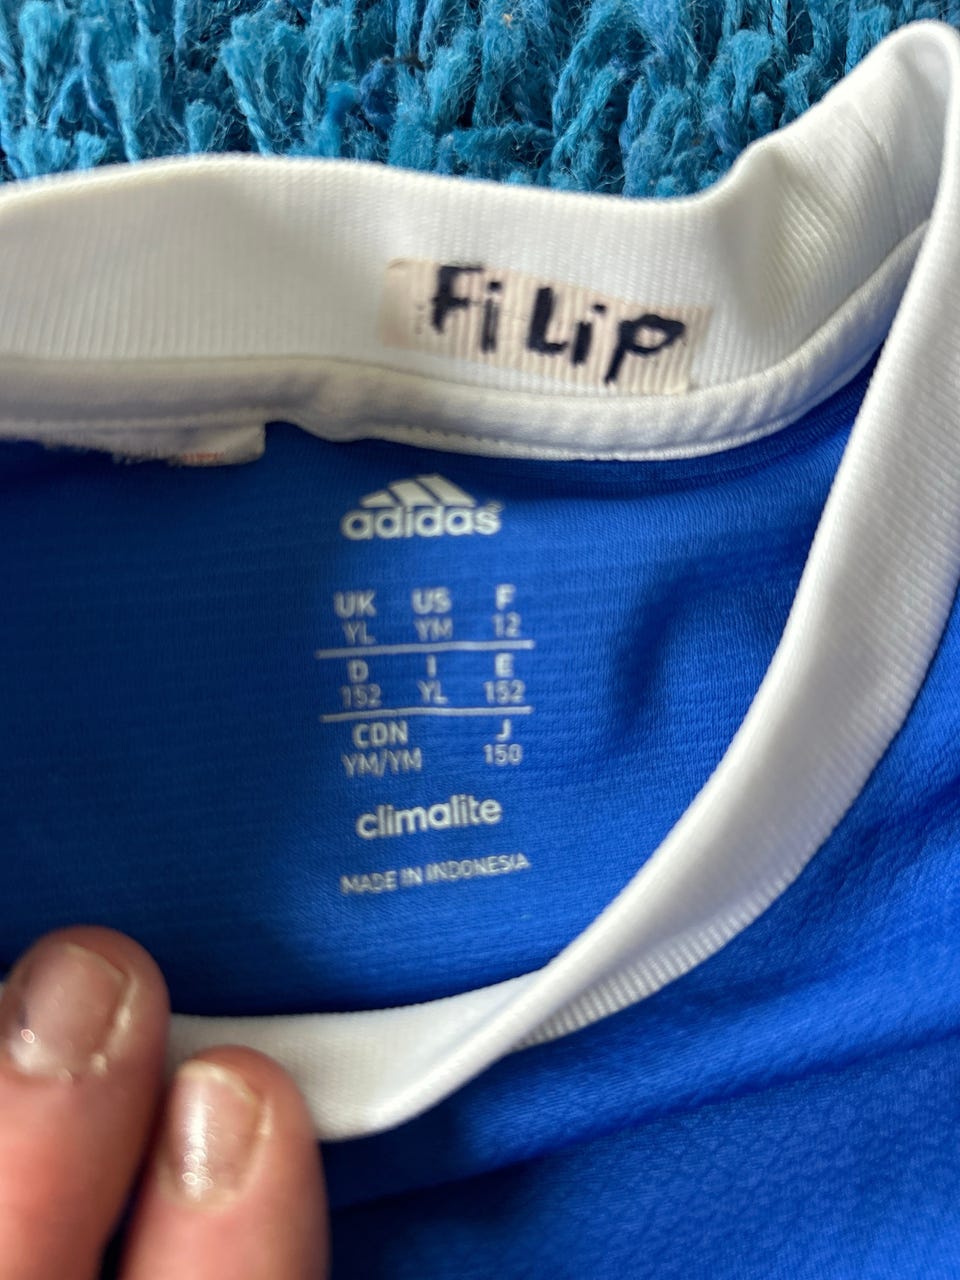 FiLiP
adidas
UK US F
YL YM 12
D I E
152 YL 152
CDN J
YM/YM 150
climalite
MADE IN INDONESIA